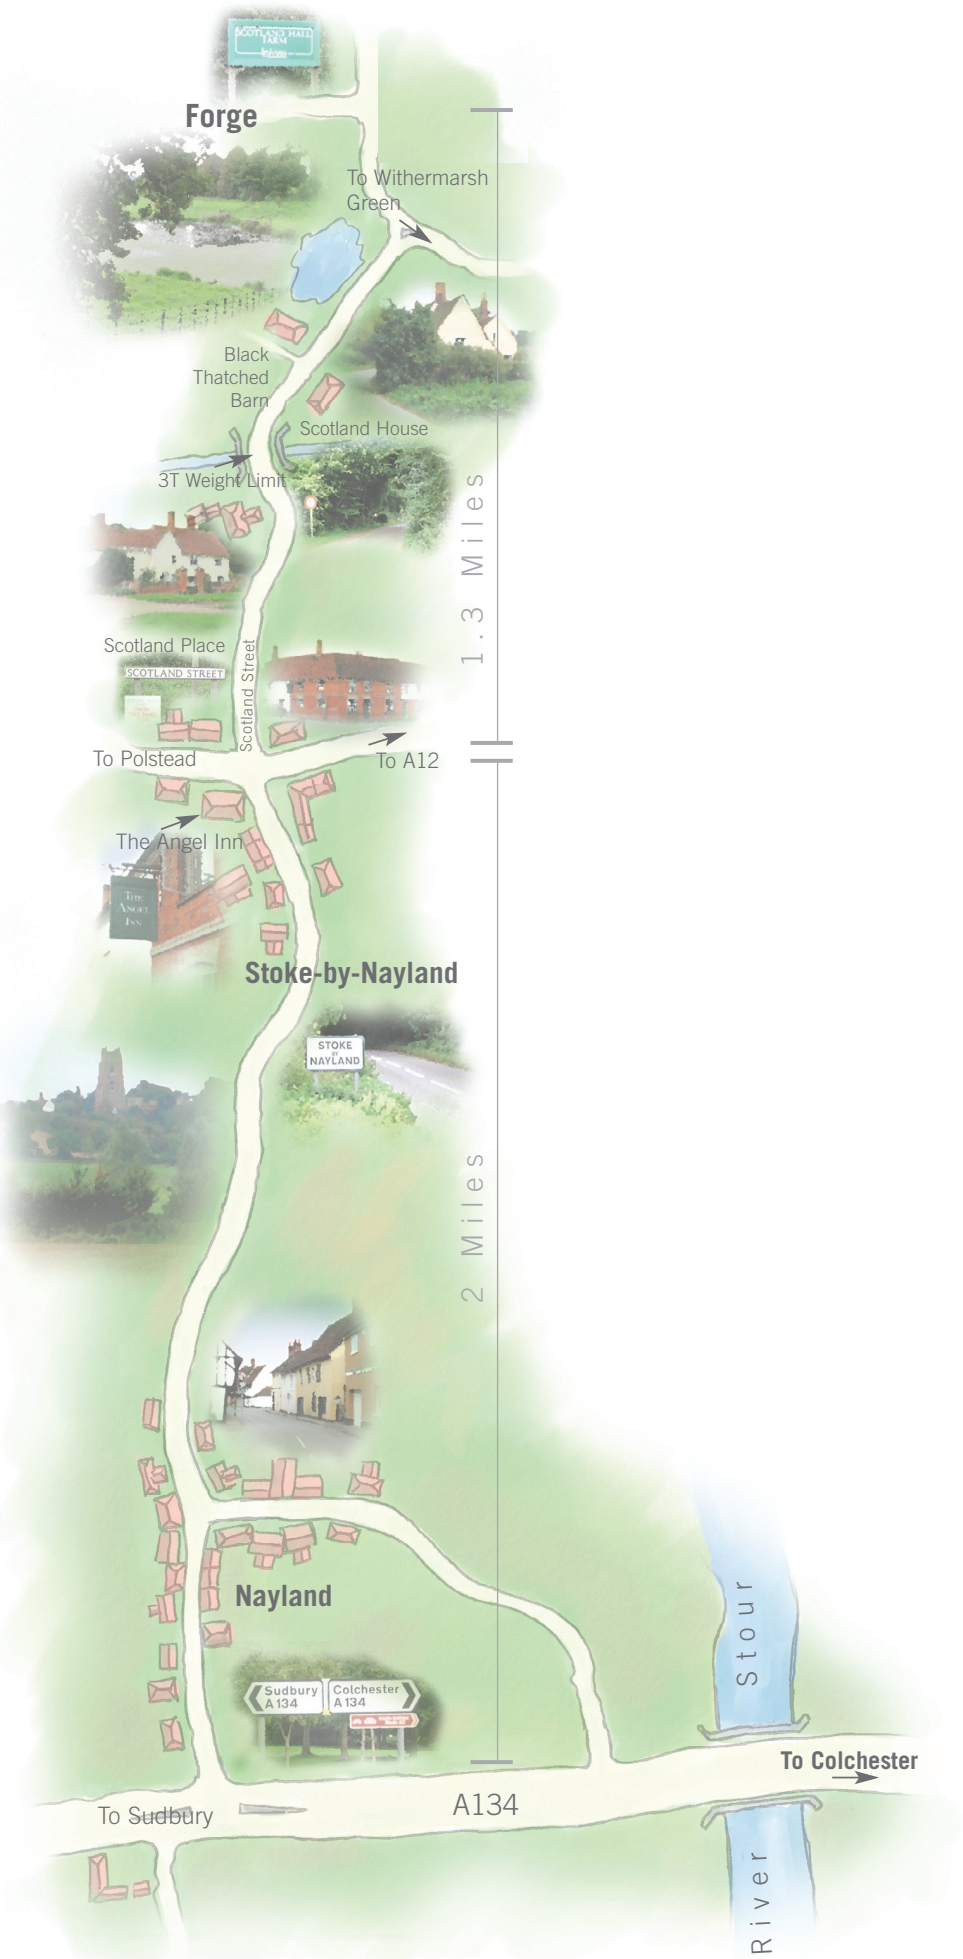 SCOTLAND HALL
FARM
Forge
To Withermarsh
Green
Black
Thatched
Barn
Scotland House
3T Weight Limit
1.3 Miles
Scotland Place
SCOTLAND STREET
Scotland Street
To Polstead
To A12
The Angel Inn
THE
ANGEL
INN
Stoke-by-Nayland
STOKE
BY
NAYLAND
2 Miles
Nayland
Sudbury
A134
Colchester
A134
Stour
To Colchester
To Sudbury
A134
River